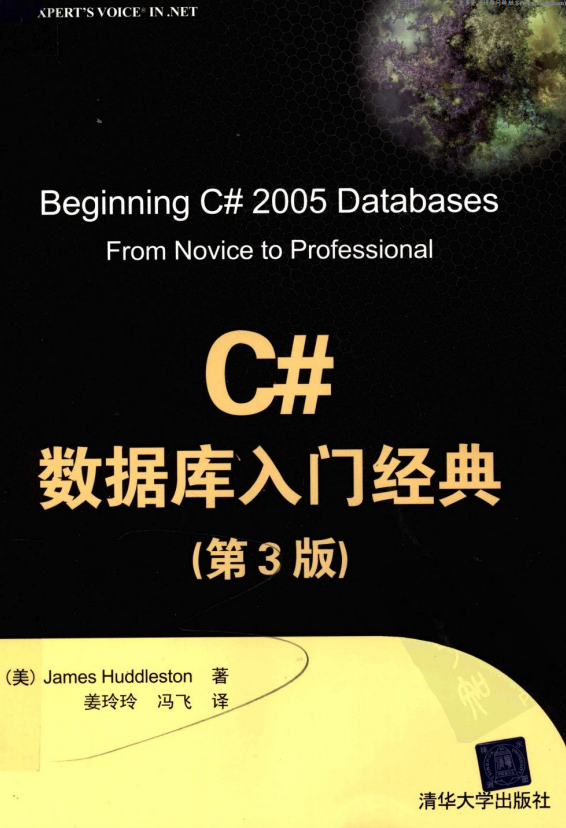 XPERT'S VOICE® IN .NET
Beginning C# 2005 Databases
From Novice to Professional
C#
数据库入门经典
(第3版)
(美) James Huddleston 著
姜玲玲 冯飞 译
清华大学出版社